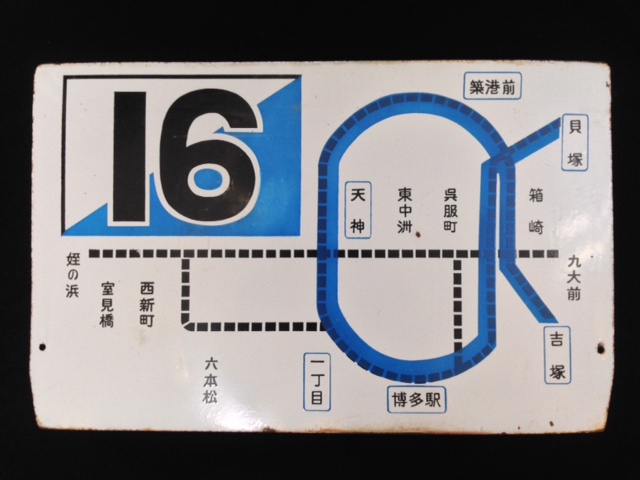 16
築港前
貝塚
天神
東中洲
呉服町
箱崎
姪の浜
室見橋
西新町
九大前
六本松
一丁目
博多駅
吉塚